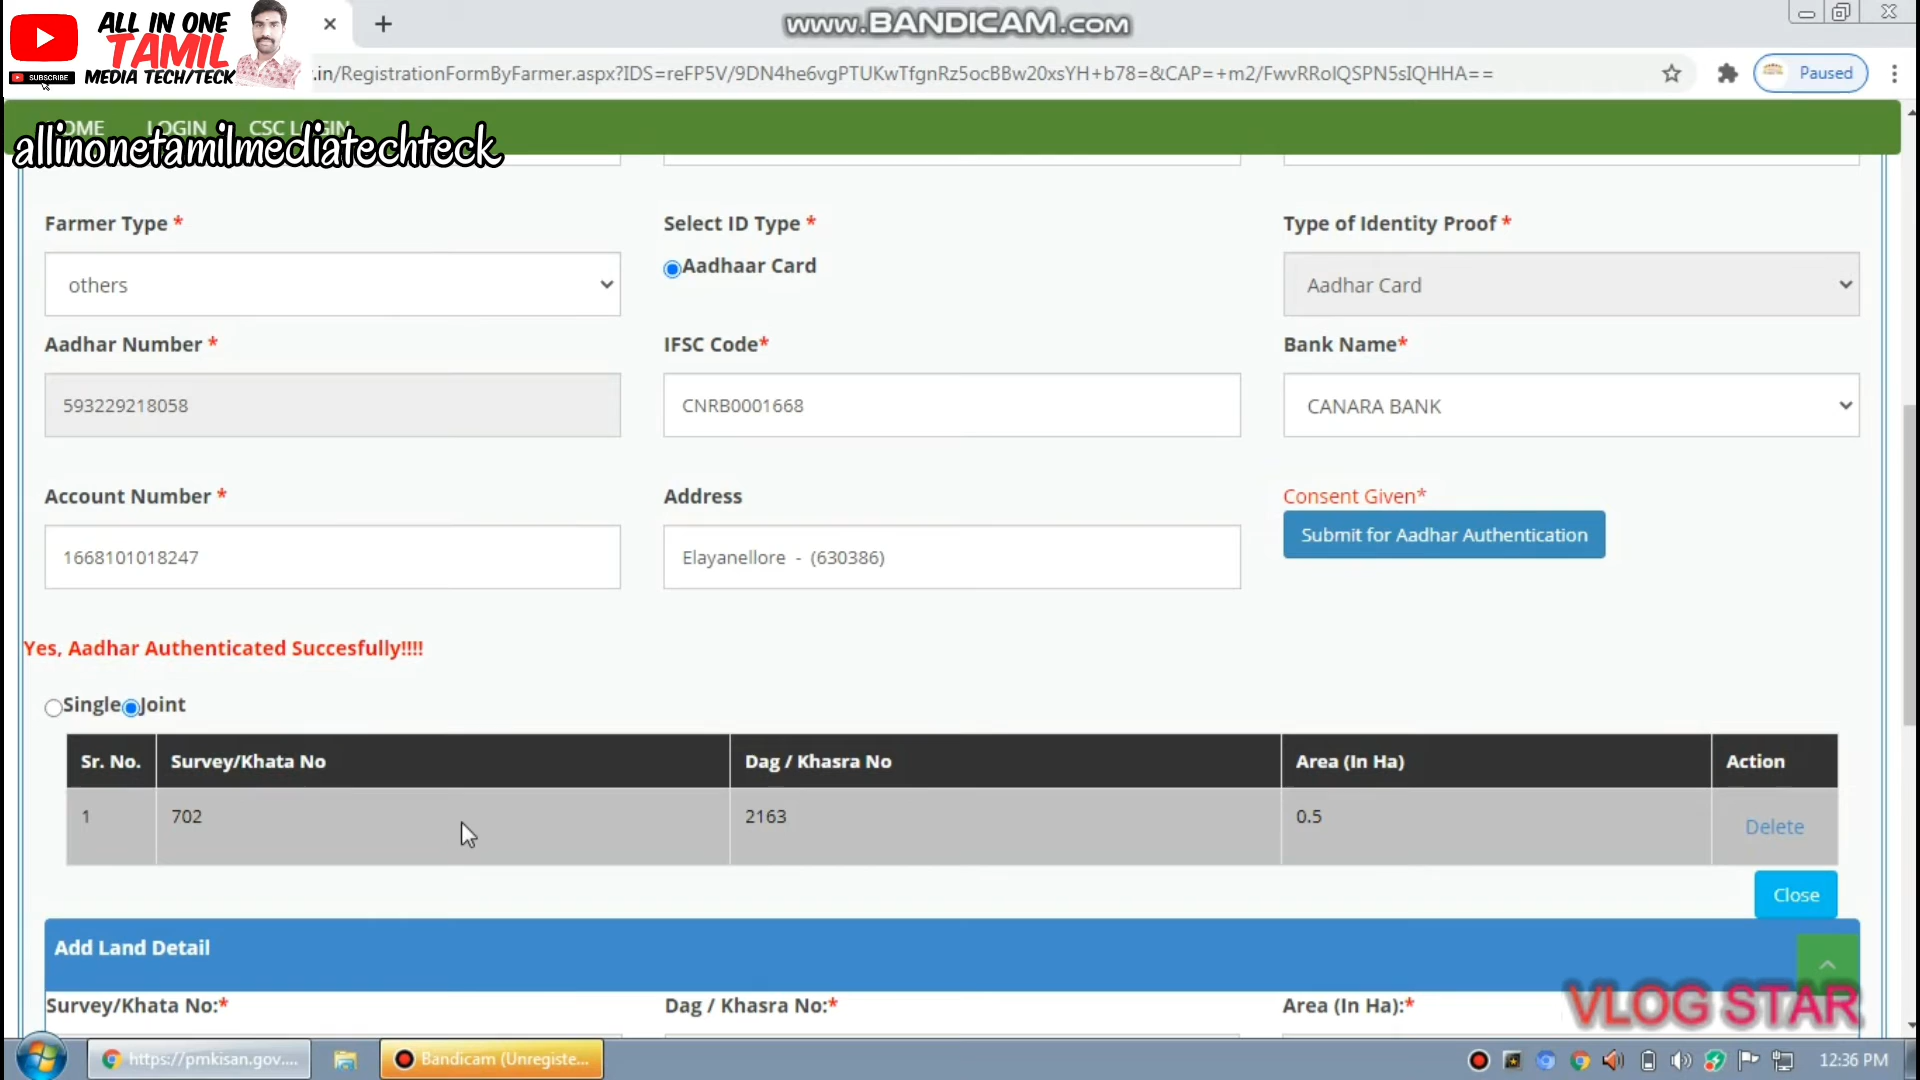 ALL IN ONE
TAMIL
MEDIA TECH/TECK
SUBSCRIBE
www.BANDICAM.com
.in/RegistrationFormByFarmer.aspx?IDS=reFP5V/9DN4he6vgPTUKwTfgnRz5ocBBw20xsYH+b78=&CAP=+m2/FwvRRolQSPN5sIQHHA==
Paused
HOME LOGIN CSC LOGIN
allinonetamilmediatechteck
Farmer Type * Select ID Type * Type of Identity Proof *
others Aadhaar Card Aadhar Card
Aadhar Number * IFSC Code* Bank Name*
593229218058 CNRB0001668 CANARA BANK
Account Number * Address Consent Given*
1668101018247 Elayanellore - (630386) Submit for Aadhar Authentication
Yes, Aadhar Authenticated Succesfully!!!!
Single Joint
Sr. No. Survey/Khata No Dag / Khasra No Area (In Ha) Action
1 702 2163 0.5 Delete
Close
Add Land Detail
Survey/Khata No:* Dag / Khasra No:* Area (In Ha):*
VLOG STAR
https://pmkisan.gov.... Bandicam (Unregiste... 12:36 PM